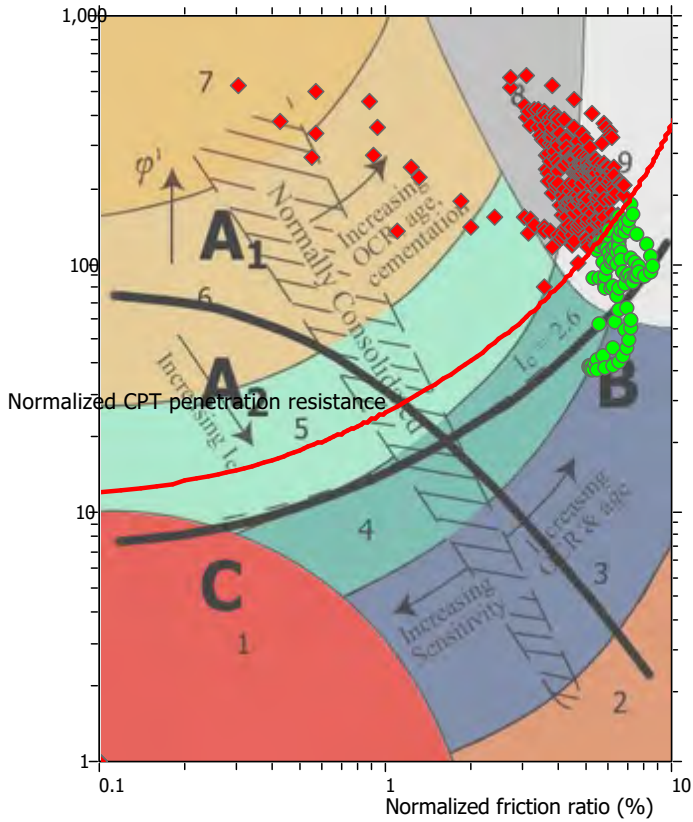 1,000
7
8
9
φ'
Increasing
OCR, age,
cementation
Normally Consolidated
A1
100
6
A2
Increasing Ic
Ic = 2.6
B
Normalized CPT penetration resistance
5
10
4
Increasing
OCR & age
3
C
Increasing
Sensitivity
1
2
1
0.1
1
10
Normalized friction ratio (%)